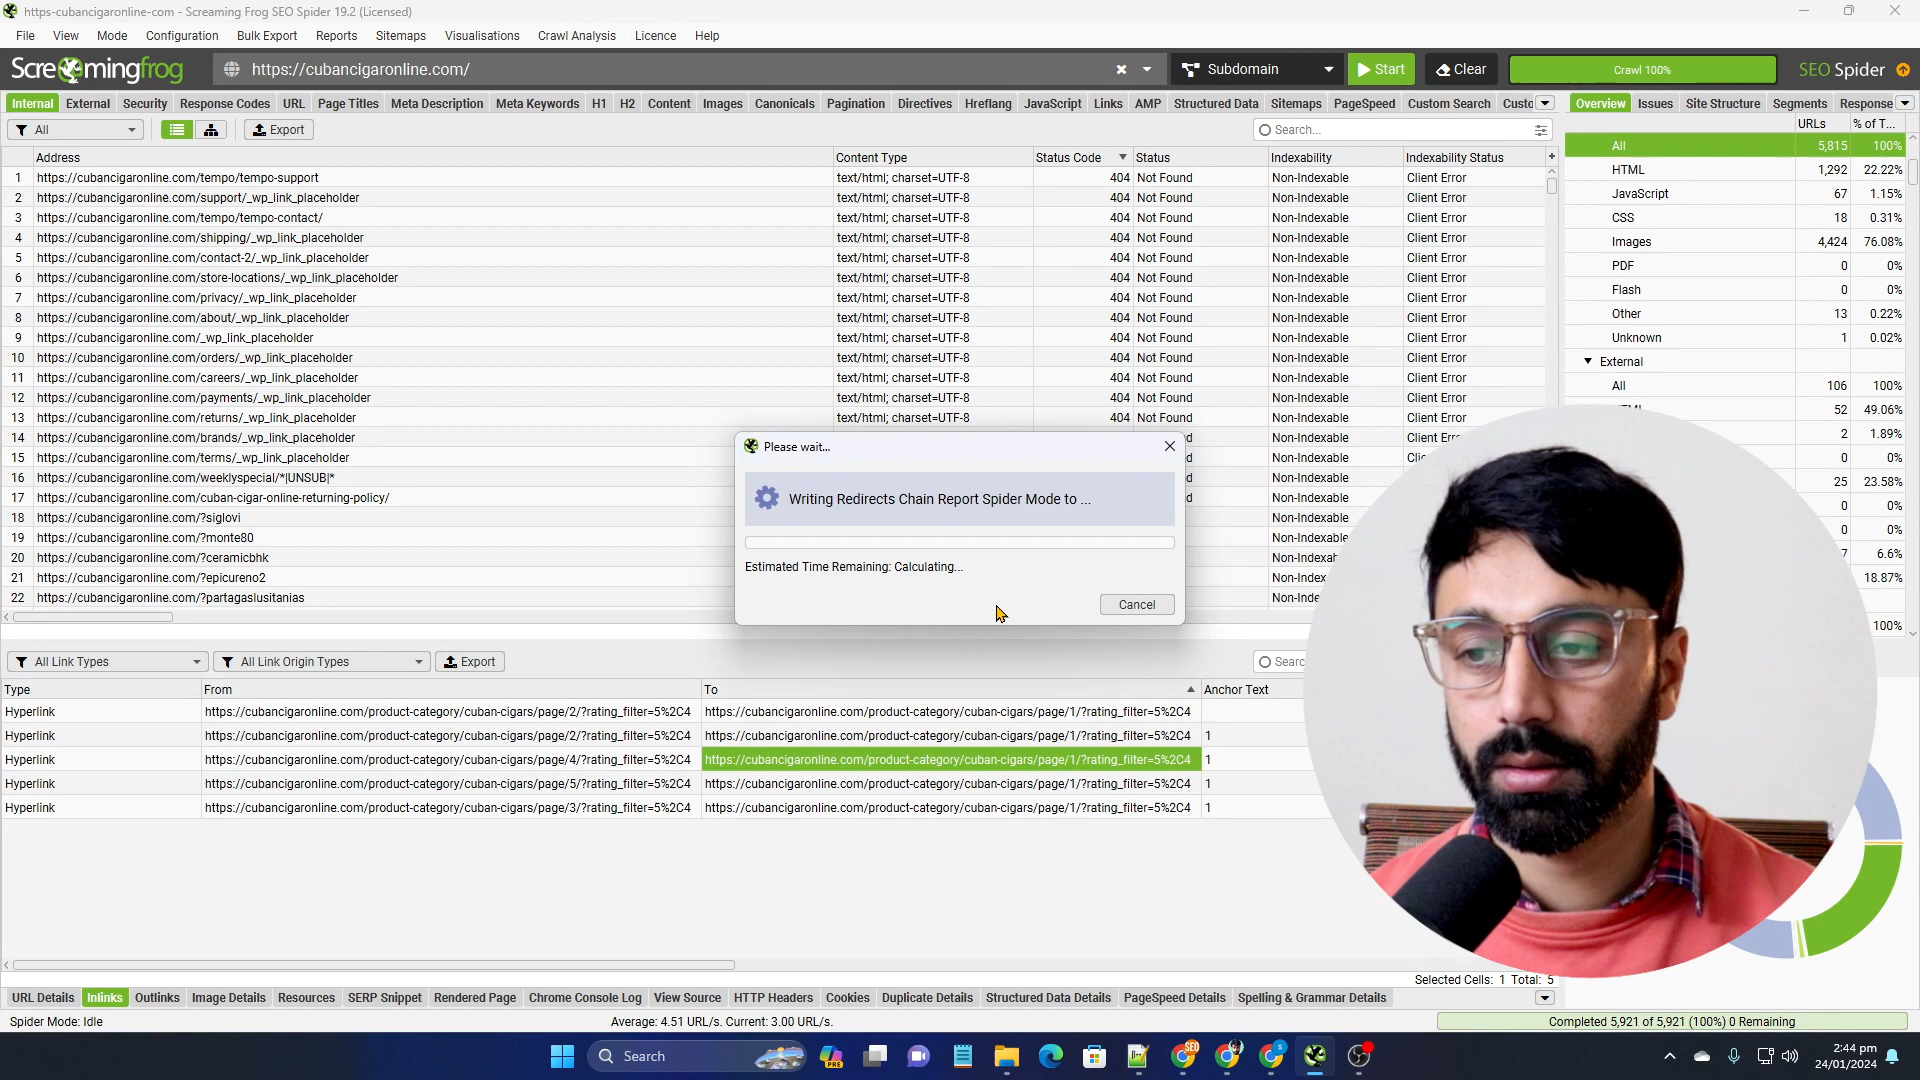 https-cubancigaronline-com - Screaming Frog SEO Spider 19.2 (Licensed)
File View Mode Configuration Bulk Export Reports Sitemaps Visualisations Crawl Analysis Licence Help
Screamingfrog https://cubancigaronline.com/ Subdomain Start Clear Crawl 100% SEO Spider
Internal External Security Response Codes URL Page Titles Meta Description Meta Keywords H1 H2 Content Images Canonicals Pagination Directives Hreflang JavaScript Links AMP Structured Data Sitemaps PageSpeed Custom Search Custo
Overview Issues Site Structure Segments Response
All Export Search...
URLs % of T...
Address Content Type Status Code Status Indexability Indexability Status
1 https://cubancigaronline.com/tempo/tempo-support text/html; charset=UTF-8 404 Not Found Non-Indexable Client Error
2 https://cubancigaronline.com/support/_wp_link_placeholder text/html; charset=UTF-8 404 Not Found Non-Indexable Client Error
3 https://cubancigaronline.com/tempo/tempo-contact/ text/html; charset=UTF-8 404 Not Found Non-Indexable Client Error
4 https://cubancigaronline.com/shipping/_wp_link_placeholder text/html; charset=UTF-8 404 Not Found Non-Indexable Client Error
5 https://cubancigaronline.com/contact-2/_wp_link_placeholder text/html; charset=UTF-8 404 Not Found Non-Indexable Client Error
6 https://cubancigaronline.com/store-locations/_wp_link_placeholder text/html; charset=UTF-8 404 Not Found Non-Indexable Client Error
7 https://cubancigaronline.com/privacy/_wp_link_placeholder text/html; charset=UTF-8 404 Not Found Non-Indexable Client Error
8 https://cubancigaronline.com/about/_wp_link_placeholder text/html; charset=UTF-8 404 Not Found Non-Indexable Client Error
9 https://cubancigaronline.com/_wp_link_placeholder text/html; charset=UTF-8 404 Not Found Non-Indexable Client Error
10 https://cubancigaronline.com/orders/_wp_link_placeholder text/html; charset=UTF-8 404 Not Found Non-Indexable Client Error
11 https://cubancigaronline.com/careers/_wp_link_placeholder text/html; charset=UTF-8 404 Not Found Non-Indexable Client Error
12 https://cubancigaronline.com/payments/_wp_link_placeholder text/html; charset=UTF-8 404 Not Found Non-Indexable Client Error
13 https://cubancigaronline.com/returns/_wp_link_placeholder text/html; charset=UTF-8 404 Not Found Non-Indexable Client Error
14 https://cubancigaronline.com/brands/_wp_link_placeholder Non-Indexable Client
15 https://cubancigaronline.com/terms/_wp_link_placeholder Non-Indexable
16 https://cubancigaronline.com/weeklyspecial/*|UNSUB|* Non-Indexable
17 https://cubancigaronline.com/cuban-cigar-online-returning-policy/ Non-Indexable
18 https://cubancigaronline.com/?siglovi Non-Indexable
19 https://cubancigaronline.com/?monte80
20 https://cubancigaronline.com/?ceramicbhk
21 https://cubancigaronline.com/?epicureno2
22 https://cubancigaronline.com/?partagaslusitanias
All 5,815 100%
HTML 1,292 22.22%
JavaScript 67 1.15%
CSS 18 0.31%
Images 4,424 76.08%
PDF 0 0%
Flash 0 0%
Other 13 0.22%
Unknown 1 0.02%
External
All 106 100%
HTML 52 49.06%
2 1.89%
0 0%
25 23.58%
0 0%
0 0%
7 6.6%
18.87%
100%
Please wait...
Writing Redirects Chain Report Spider Mode to ...
Estimated Time Remaining: Calculating...
Cancel
All Link Types All Link Origin Types Export Searc
Type From To Anchor Text
Hyperlink https://cubancigaronline.com/product-category/cuban-cigars/page/2/?rating_filter=5%2C4 https://cubancigaronline.com/product-category/cuban-cigars/page/1/?rating_filter=5%2C4
Hyperlink https://cubancigaronline.com/product-category/cuban-cigars/page/2/?rating_filter=5%2C4 https://cubancigaronline.com/product-category/cuban-cigars/page/1/?rating_filter=5%2C4 1
Hyperlink https://cubancigaronline.com/product-category/cuban-cigars/page/4/?rating_filter=5%2C4 https://cubancigaronline.com/product-category/cuban-cigars/page/1/?rating_filter=5%2C4 1
Hyperlink https://cubancigaronline.com/product-category/cuban-cigars/page/5/?rating_filter=5%2C4 https://cubancigaronline.com/product-category/cuban-cigars/page/1/?rating_filter=5%2C4 1
Hyperlink https://cubancigaronline.com/product-category/cuban-cigars/page/3/?rating_filter=5%2C4 https://cubancigaronline.com/product-category/cuban-cigars/page/1/?rating_filter=5%2C4 1
Selected Cells: 1 Total: 5
URL Details Inlinks Outlinks Image Details Resources SERP Snippet Rendered Page Chrome Console Log View Source HTTP Headers Cookies Duplicate Details Structured Data Details PageSpeed Details Spelling & Grammar Details
Spider Mode: Idle Average: 4.51 URL/s. Current: 3.00 URL/s. Completed 5,921 of 5,921 (100%) 0 Remaining
Search PRE SEO 2:44 pm
24/01/2024